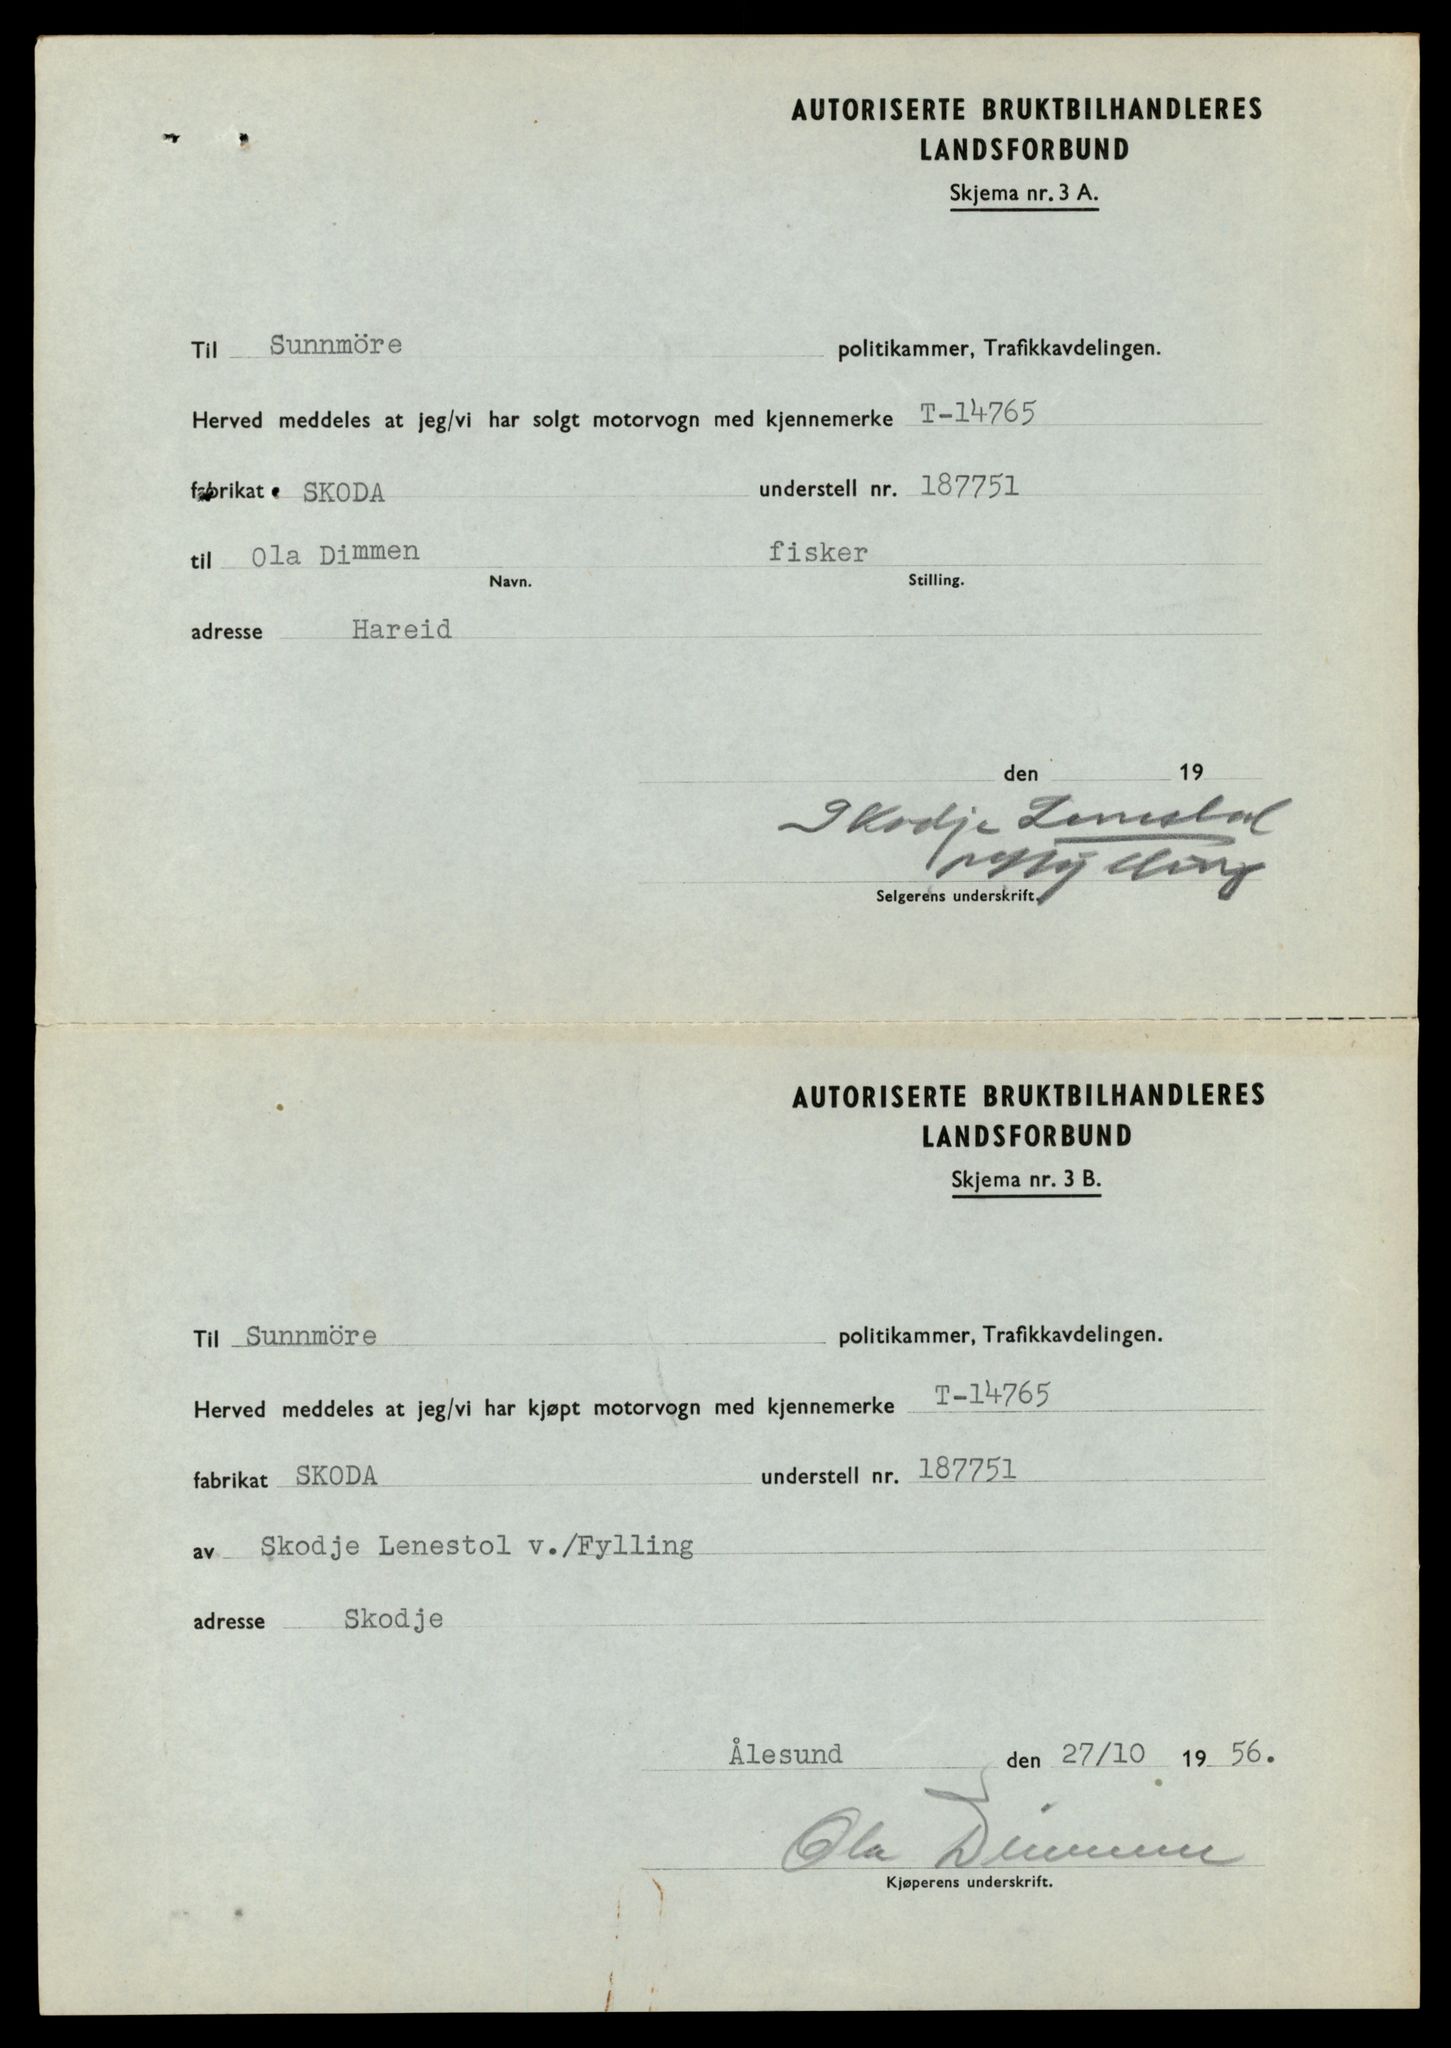 AUTORISERTE BRUKTBILHANDLERES
LANDSFORBUND
Skjema nr. 3 A.
Til Sunnmöre politikammer, Trafikkavdelingen.
Herved meddeles at jeg/vi har solgt motorvogn med kjennemerke T-14765
fabrikat SKODA understell nr. 187751
til Ola Dimmen fisker
Navn. Stilling.
adresse Hareid
den 19
Skodje Lenestol
v/Fylling
Selgerens underskrift.
AUTORISERTE BRUKTBILHANDLERES
LANDSFORBUND
Skjema nr. 3 B.
Til Sunnmöre politikammer, Trafikkavdelingen.
Herved meddeles at jeg/vi har kjøpt motorvogn med kjennemerke T-14765
fabrikat SKODA understell nr. 187751
av Skodje Lenestol v./Fylling
adresse Skodje
Ålesund den 27/10 19 56.
Ola Dimmen
Kjøperens underskrift.